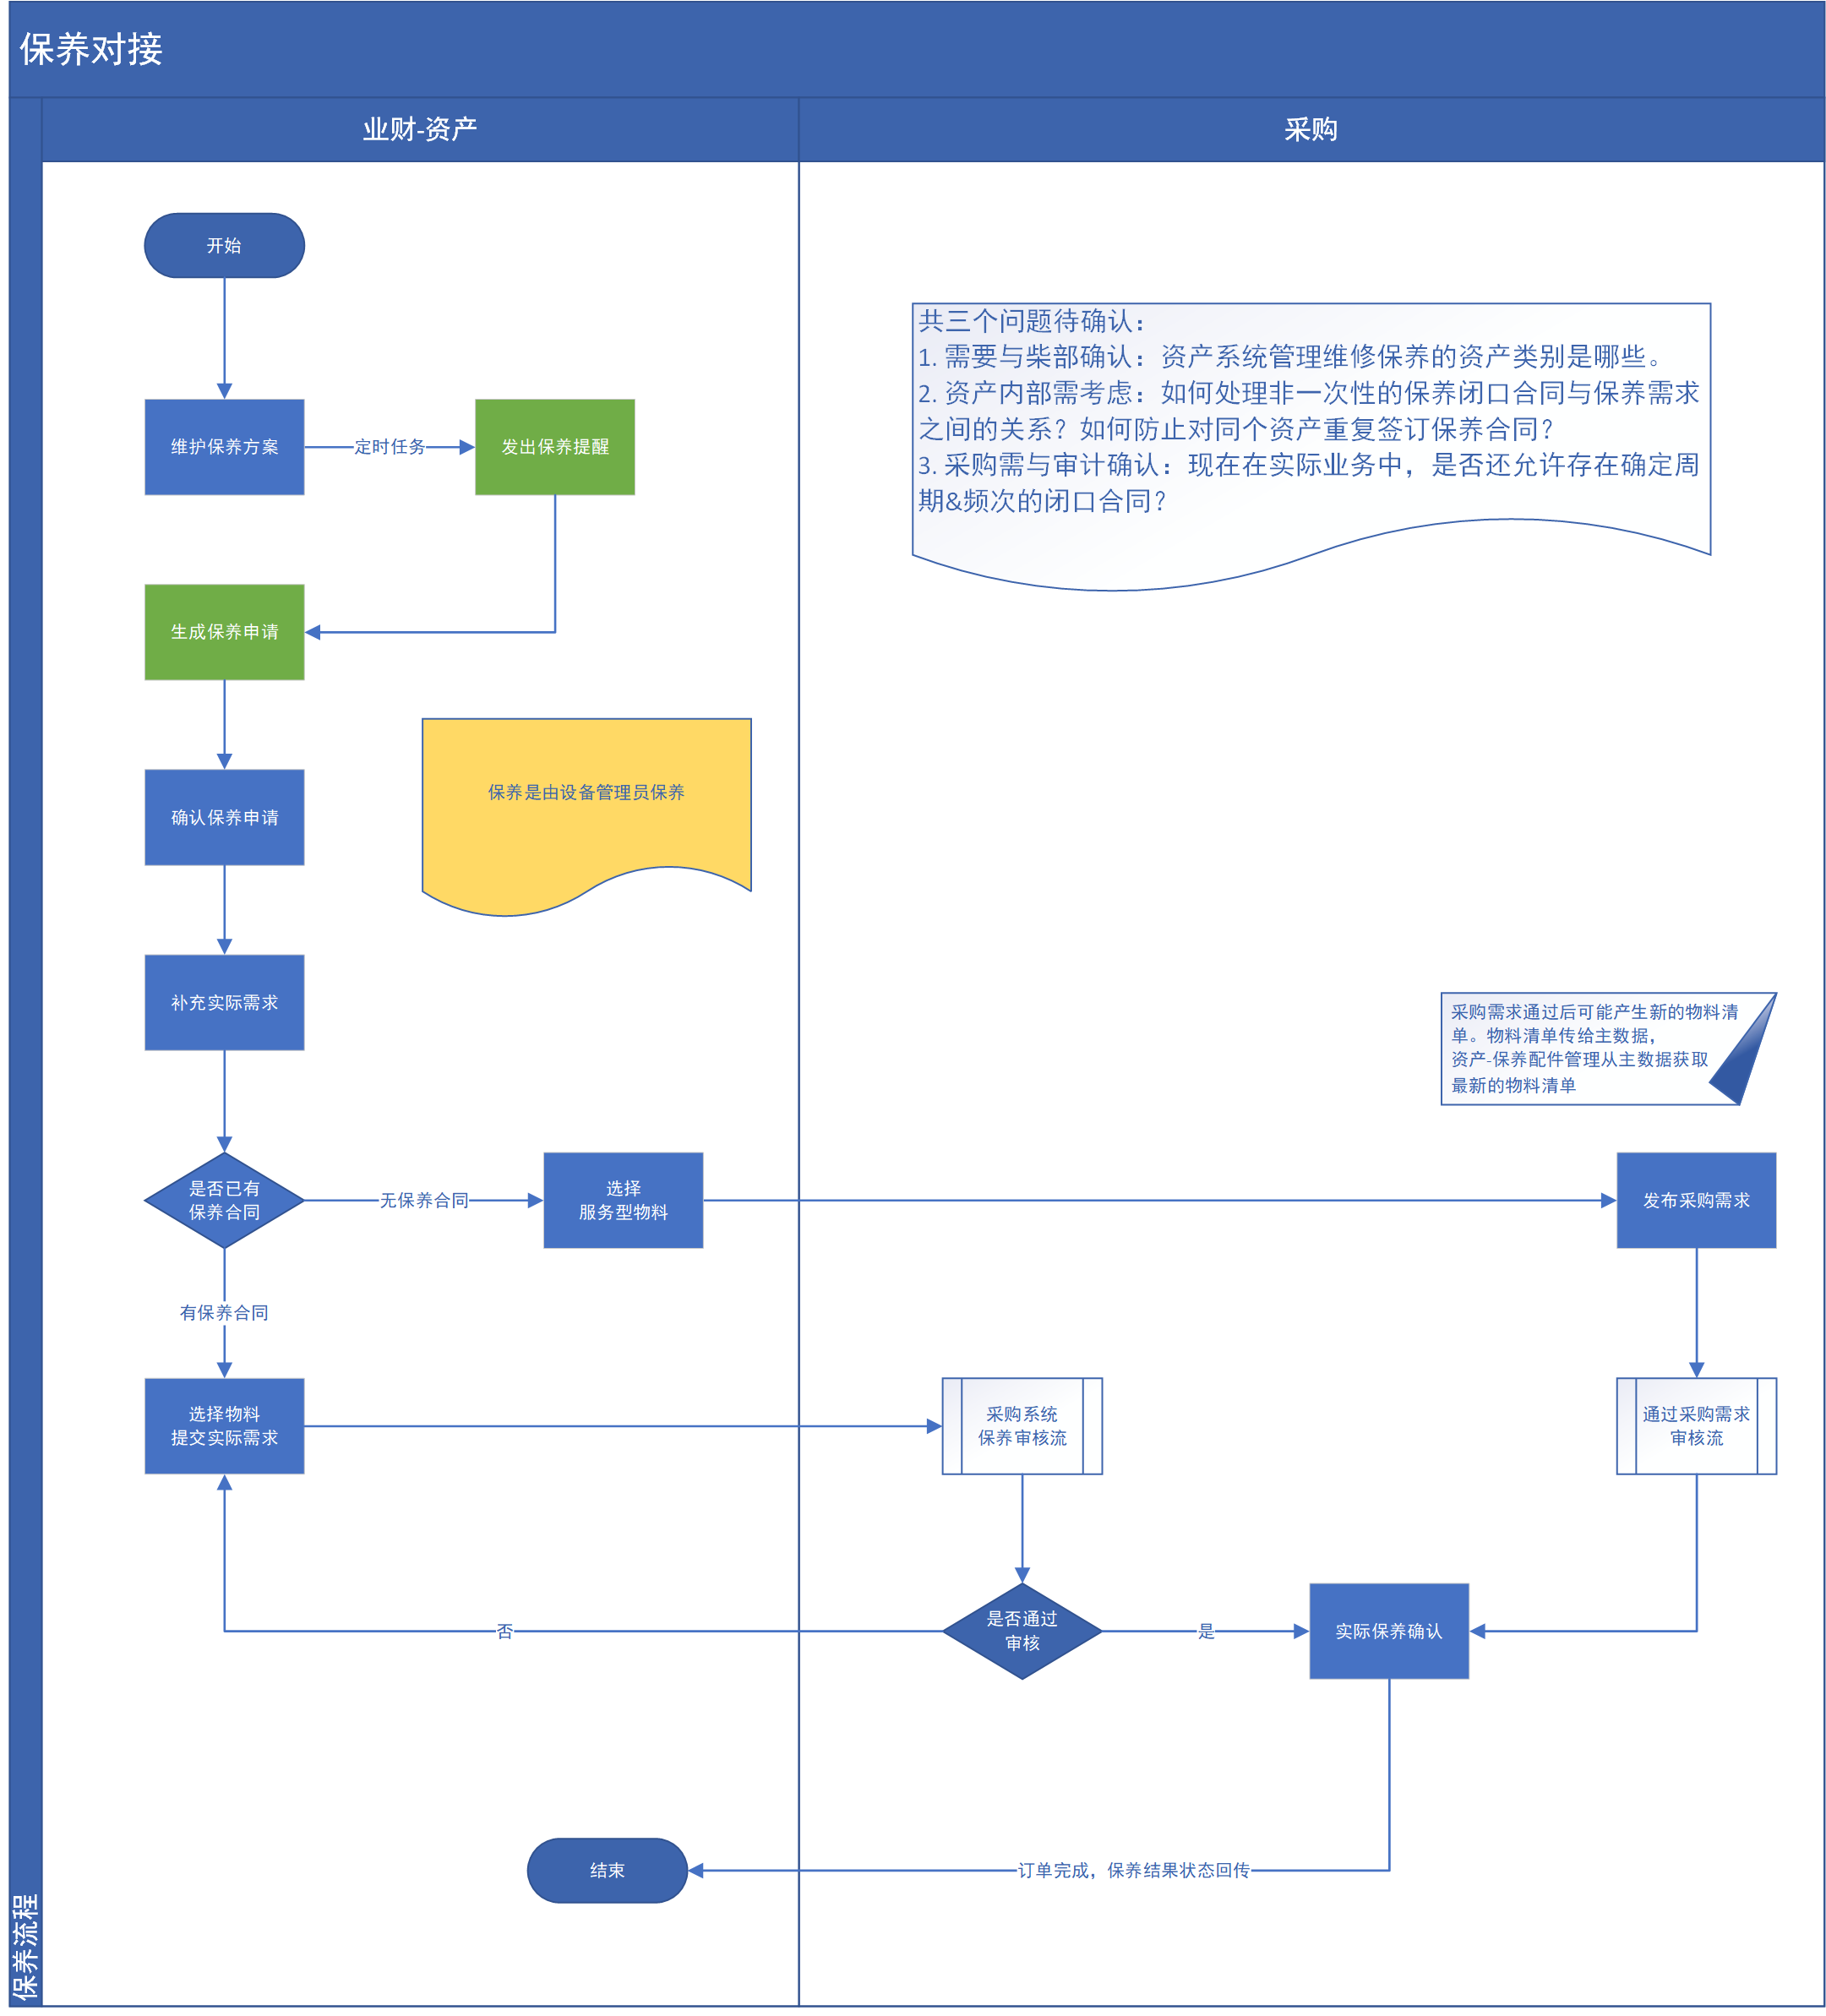 保养对接
业财-资产
采购
开始
共三个问题待确认：
1. 需要与柴部确认：资产系统管理维修保养的资产类别是哪些。
2. 资产内部需考虑：如何处理非一次性的保养闭口合同与保养需求
之间的关系？如何防止对同个资产重复签订保养合同？
3. 采购需与审计确认：现在在实际业务中，是否还允许存在确定周
期&频次的闭口合同？
维护保养方案
定时任务
发出保养提醒
生成保养申请
保养是由设备管理员保养
确认保养申请
补充实际需求
采购需求通过后可能产生新的物料清
单。物料清单传给主数据，
资产-保养配件管理从主数据获取
最新的物料清单
是否已有
保养合同
无保养合同
选择
服务型物料
发布采购需求
有保养合同
选择物料
提交实际需求
采购系统
保养审核流
通过采购需求
审核流
否
是否通过
审核
是
实际保养确认
结束
订单完成，保养结果状态回传
保养流程